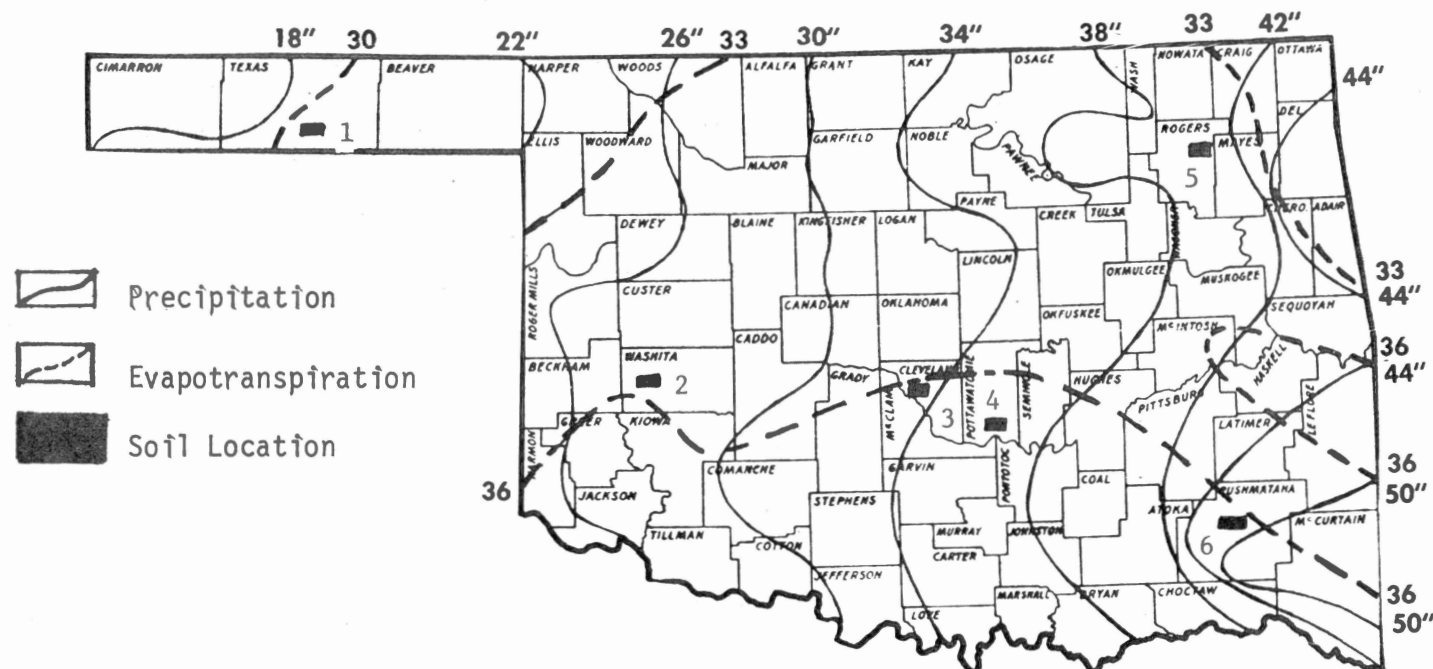 18" 30 22" 26" 33 30" 34" 38" 33 42"
CIMARRON TEXAS BEAVER HARPER WOODS ALFALFA GRANT KAY OSAGE WASH NOWATA CRAIG OTTAWA
44"
DEL.
1
ELLIS WOODWARD MAJOR GARFIELD NOBLE PAWNEE ROGERS MAYES
5
DEWEY BLAINE KINGFISHER LOGAN PAYNE CREEK TULSA WAGONER ADAIR
LINCOLN OKMULGEE MUSKOGEE
33
44"
Precipitation
ROGER MILLS CUSTER CANADIAN OKLAHOMA OKFUSKEE McINTOSH SEQUOYAH
36
44"
Evapotranspiration
BECKHAM WASHITA CADDO GRADY McCLAIN CLEVELAND POTTAWATOMIE SEMINOLE HUGHES PITTSBURG HASKELL
2 3 4
LATIMER LEFLORE
Soil Location
GREER KIOWA
HARMON COMANCHE GARVIN PONTOTOC COAL
36
50"
36
JACKSON STEPHENS ATOKA PUSHMATAHA McCURTAIN
6
TILLMAN COTTON MURRAY JOHNSTON
CARTER
JEFFERSON LOVE MARSHALL BRYAN CHOCTAW
36
50"